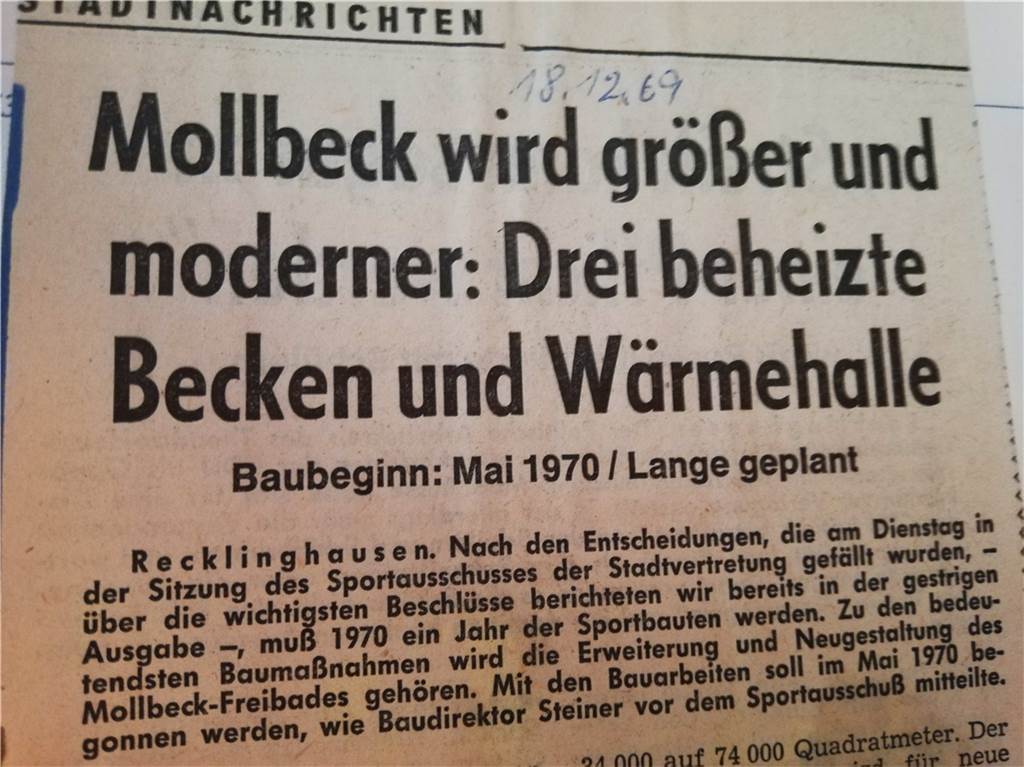 STADTNACHRICHTEN
18.12.69
Mollbeck wird größer und
moderner: Drei beheizte
Becken und Wärmehalle
Baubeginn: Mai 1970 / Lange geplant
Recklinghausen. Nach den Entscheidungen, die am Dienstag in
der Sitzung des Sportausschusses der Stadtvertretung gefällt wurden, –
über die wichtigsten Beschlüsse berichteten wir bereits in der gestrigen
Ausgabe –, muß 1970 ein Jahr der Sportbauten werden. Zu den bedeu-
tendsten Baumaßnahmen wird die Erweiterung und Neugestaltung des
Mollbeck-Freibades gehören. Mit den Bauarbeiten soll im Mai 1970 be-
gonnen werden, wie Baudirektor Steiner vor dem Sportausschuß mitteilte.
000 auf 74 000 Quadratmeter. Der
für neue